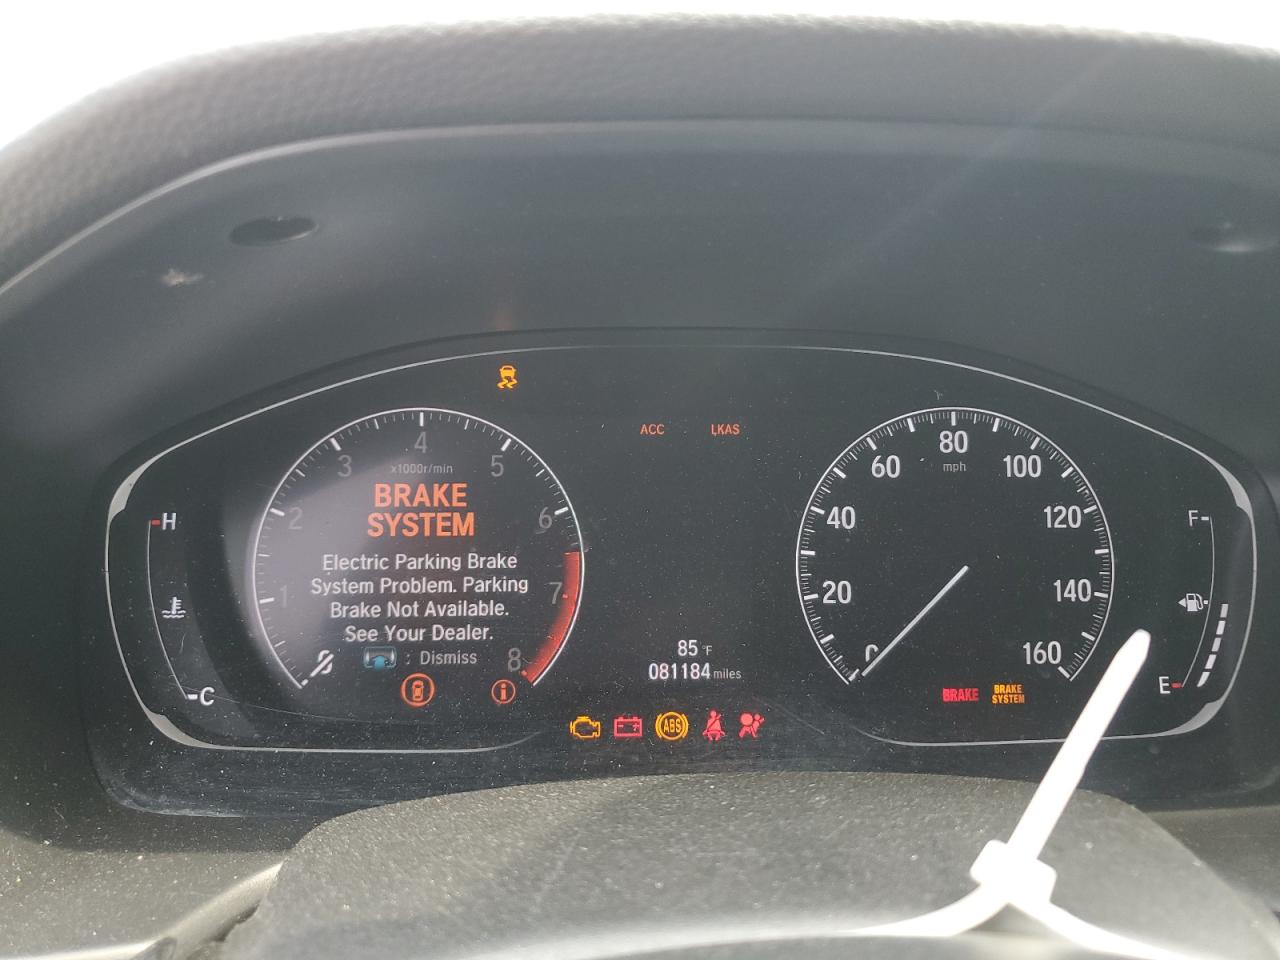 ACC LKAS
4
3 5
x1000r/min
2 6
1 7
8
BRAKE
SYSTEM
Electric Parking Brake
System Problem. Parking
Brake Not Available.
See Your Dealer.
: Dismiss
H
C
85°F
081184 miles
ABS
80
mph
60 100
40 120
20 140
160
BRAKE
BRAKE
SYSTEM
F
E